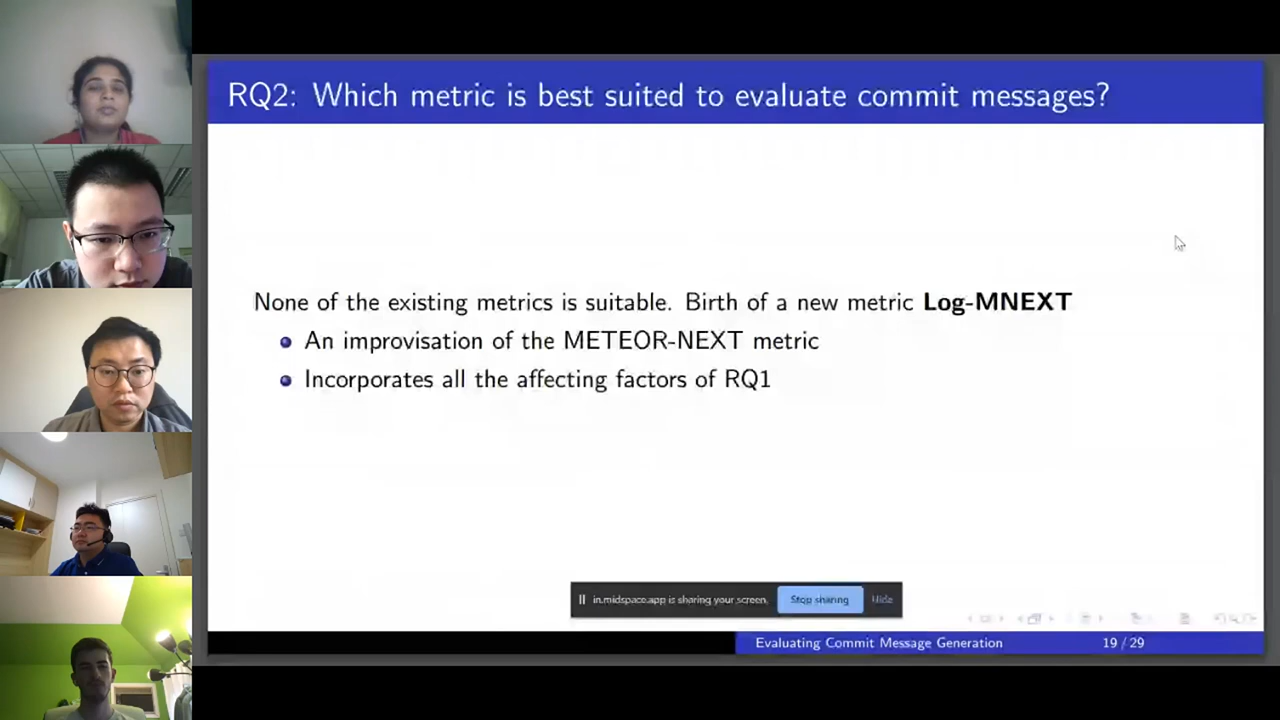 RQ2: Which metric is best suited to evaluate commit messages?
None of the existing metrics is suitable. Birth of a new metric Log-MNEXT
An improvisation of the METEOR-NEXT metric
Incorporates all the affecting factors of RQ1
in.midspace.app is sharing your screen. Stop sharing Hide
Evaluating Commit Message Generation 19 / 29